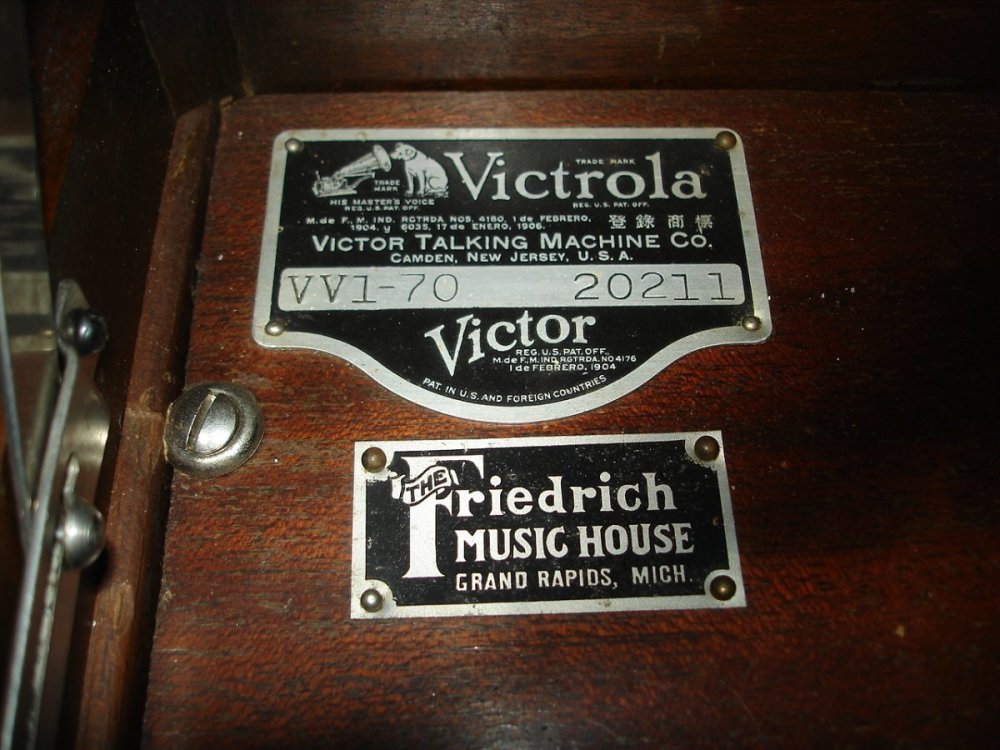 TRADE MARK
Victrola
TRADE MARK
HIS MASTER'S VOICE
REG. U.S. PAT. OFF.
REG. U.S. PAT. OFF.
M. de F. M. IND. RGTRDA. NOS. 4180, 1 de FEBRERO,
1904, y 6035, 17 de ENERO, 1906.
登錄商標
VICTOR TALKING MACHINE CO.
CAMDEN, NEW JERSEY, U.S.A.
VV1-70 20211
Victor
REG. U.S. PAT. OFF.
M. de F. M. IND. RGTRDA. NO 4176
1 de FEBRERO, 1904
PAT. IN U.S. AND FOREIGN COUNTRIES
THE
Friedrich
MUSIC HOUSE
GRAND RAPIDS, MICH.